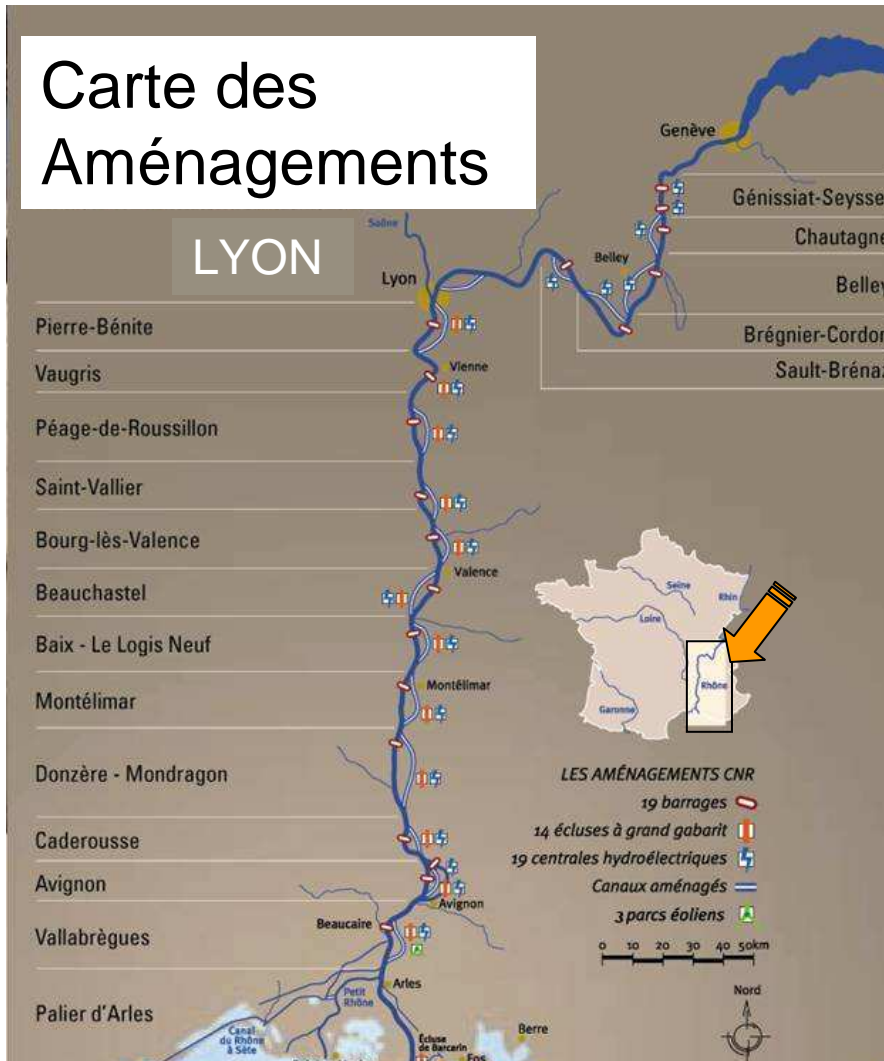 Carte des
Aménagements
LYON
Genève
Génissiat-Seysse
Chautagne
Belley
Belley
Brégnier-Cordon
Sault-Brénaz
Saône
Lyon
Pierre-Bénite
Vaugris
Vienne
Péage-de-Roussillon
Saint-Vallier
Bourg-lès-Valence
Valence
Beauchastel
Baix - Le Logis Neuf
Montélimar
Montélimar
Donzère - Mondragon
Caderousse
Avignon
Avignon
Vallabrègues
Beaucaire
Palier d'Arles
Arles
Petit
Rhône
Canal
du Rhône
à Sète
Écluse
de Barcarin
Fos
Berre
Seine
Rhin
Loire
Rhône
Garonne
LES AMÉNAGEMENTS CNR
19 barrages
14 écluses à grand gabarit
19 centrales hydroélectriques
Canaux aménagés
3 parcs éoliens
0 10 20 30 40 50km
Nord